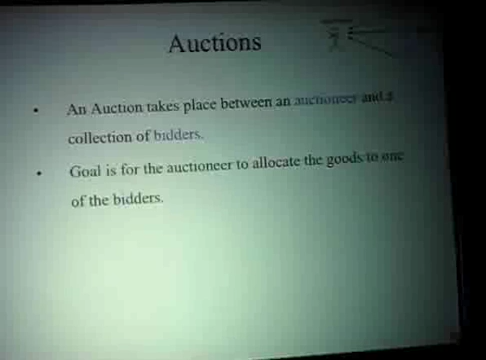 Auctions
• An Auction takes place between an auctioneer and a
collection of bidders.
• Goal is for the auctioneer to allocate the goods to one
of the bidders.